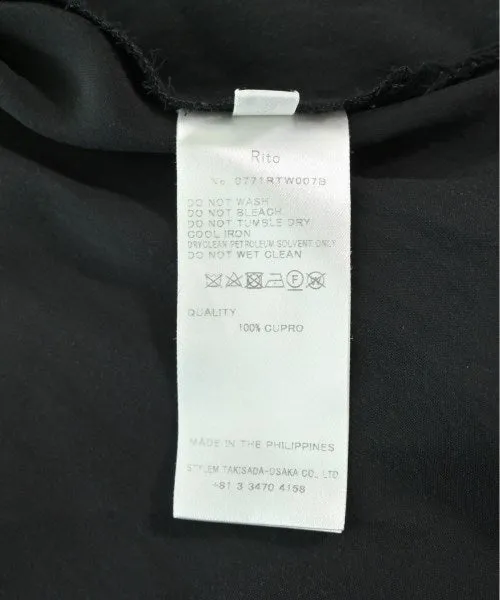 Rito
No. 0771RTW007B
DO NOT WASH
DO NOT BLEACH
DO NOT TUMBLE DRY
COOL IRON
DRYCLEAN PETROLEUM SOLVENT ONLY
DO NOT WET CLEAN
F
QUALITY
100% CUPRO
MADE IN THE PHILIPPINES
STYLEM TAKISADA-OSAKA CO., LTD
+81 3 3470 4158